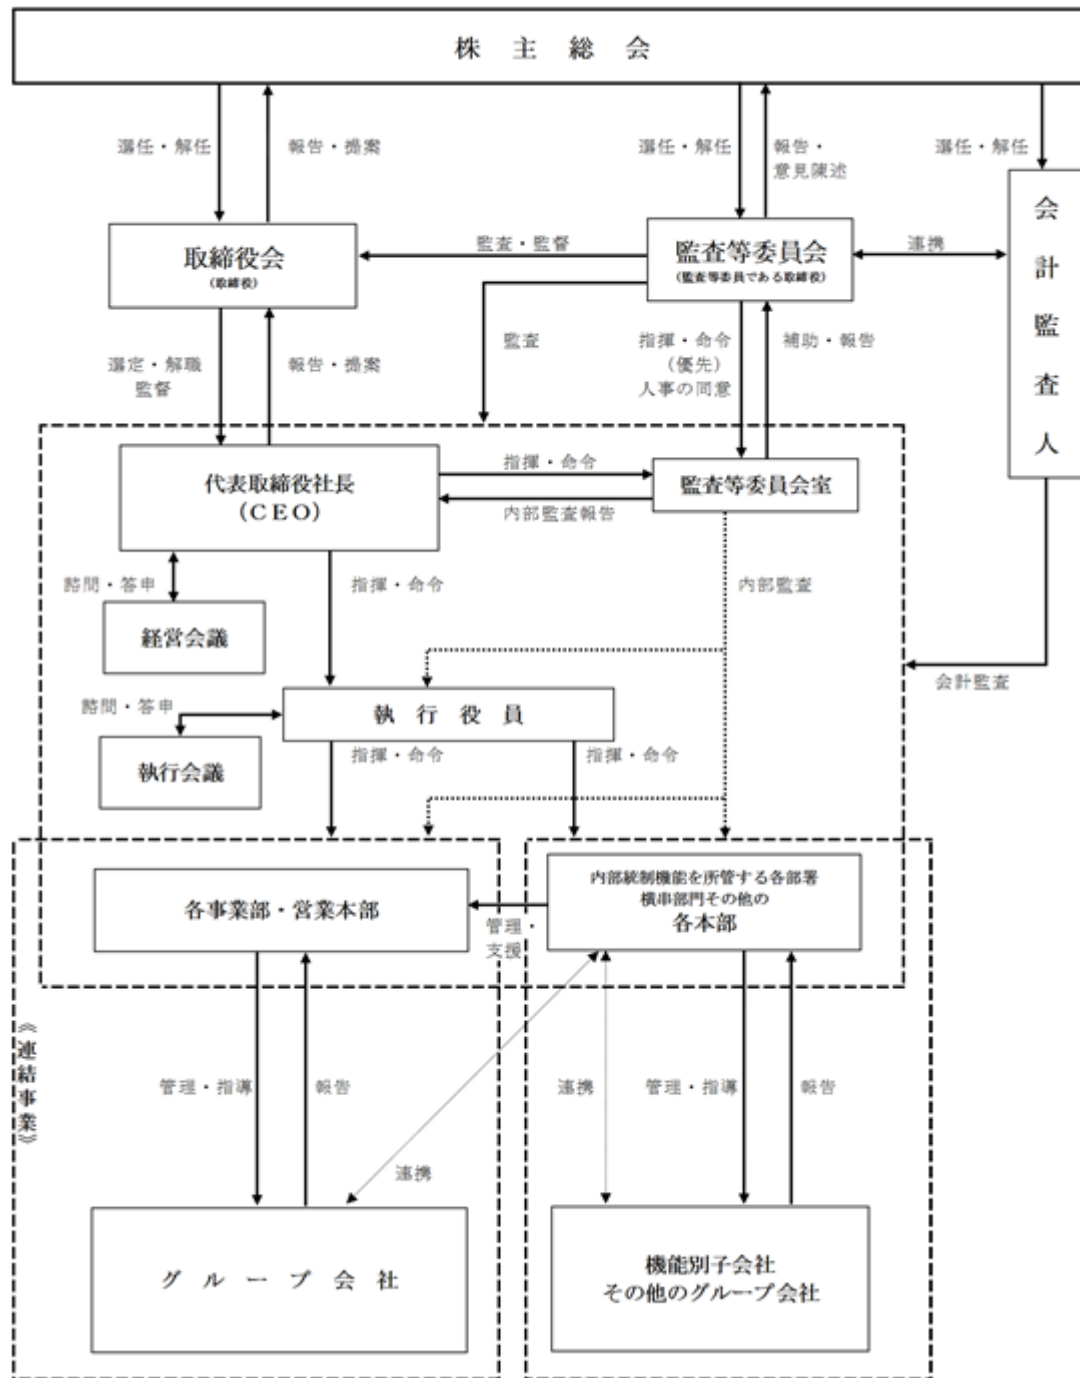 株主総会
選任・解任
報告・提案
選任・解任
報告・
意見陳述
選任・解任
会計監査人
取締役会
(取締役)
監査・監督
監査等委員会
(監査等委員である取締役)
連携
選定・解職
監督
報告・提案
監査
指揮・命令
(優先)
人事の同意
補助・報告
代表取締役社長
(CEO)
指揮・命令
内部監査報告
監査等委員会室
諮問・答申
指揮・命令
内部監査
経営会議
会計監査
諮問・答申
執行役員
執行会議
指揮・命令
指揮・命令
各事業部・営業本部
管理・
支援
内部統制機能を所管する各部署
横串部門その他の
各本部
《連結事業》
管理・指導
報告
連携
連携
管理・指導
報告
グループ会社
機能別子会社
その他のグループ会社